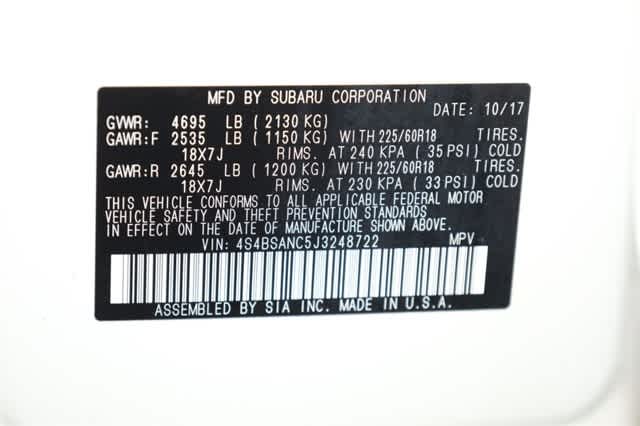 MFD BY SUBARU CORPORATION
DATE: 10/17
GVWR: 4695 LB ( 2130 KG)
GAWR:F 2535 LB ( 1150 KG) WITH 225/60R18 TIRES.
18X7J RIMS. AT 240 KPA ( 35 PSI) COLD
GAWR:R 2645 LB ( 1200 KG) WITH 225/60R18 TIRES.
18X7J RIMS. AT 230 KPA ( 33 PSI) COLD
THIS VEHICLE CONFORMS TO ALL APPLICABLE FEDERAL MOTOR
VEHICLE SAFETY AND THEFT PREVENTION STANDARDS
IN EFFECT ON THE DATE OF MANUFACTURE SHOWN ABOVE.
VIN: 4S4BSANC5J3248722 MPV
ASSEMBLED BY SIA INC. MADE IN U.S.A.